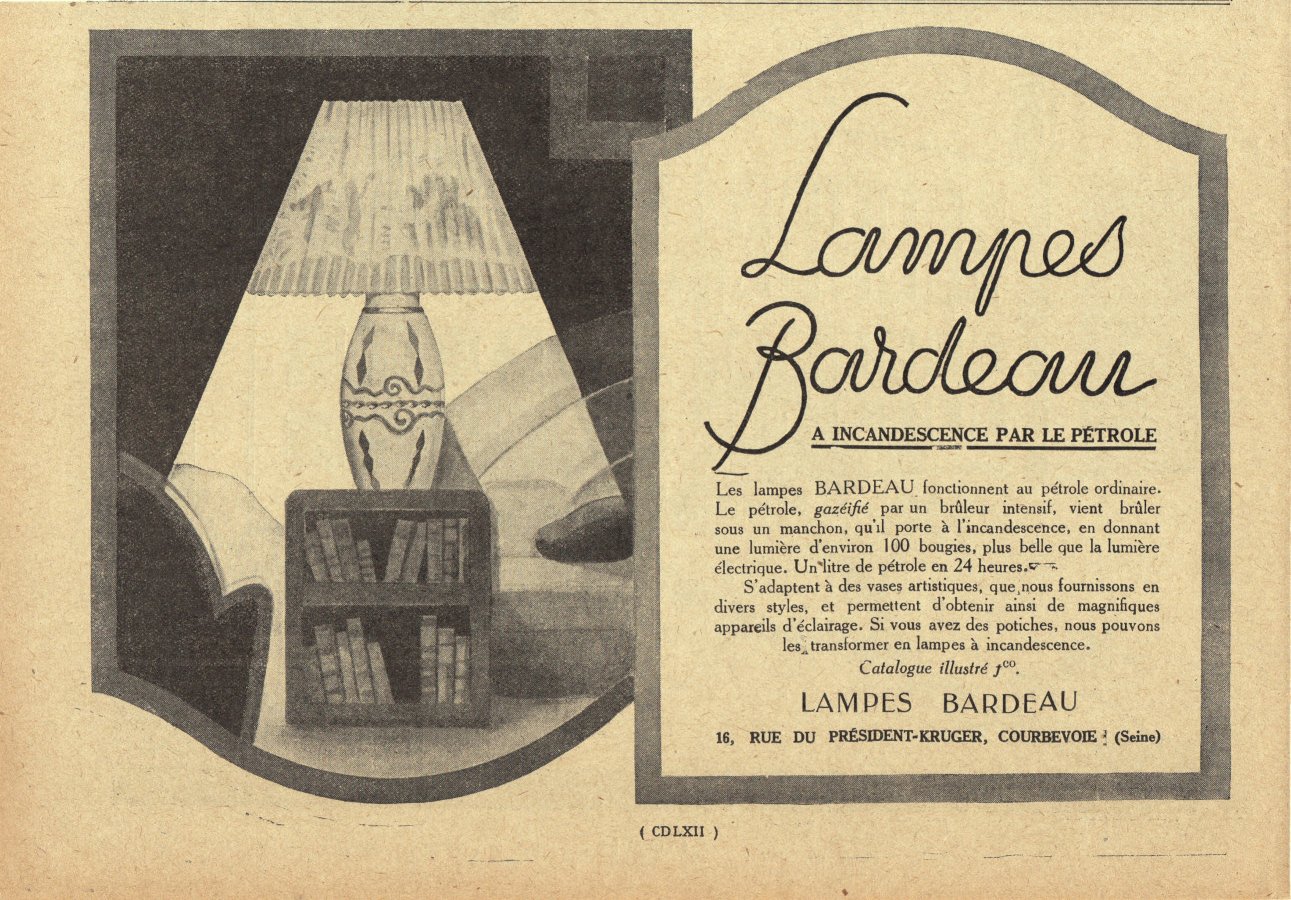 Lampes
Bardeau
A INCANDESCENCE PAR LE PÉTROLE
Les lampes BARDEAU fonctionnent au pétrole ordinaire.
Le pétrole, gazéifié par un brûleur intensif, vient brûler
sous un manchon, qu'il porte à l'incandescence, en donnant
une lumière d'environ 100 bougies, plus belle que la lumière
électrique. Un litre de pétrole en 24 heures.
S'adaptent à des vases artistiques, que nous fournissons en
divers styles, et permettent d'obtenir ainsi de magnifiques
appareils d'éclairage. Si vous avez des potiches, nous pouvons
les transformer en lampes à incandescence.
Catalogue illustré fco.
LAMPES BARDEAU
16, RUE DU PRÉSIDENT-KRUGER, COURBEVOIE (Seine)
( CDLXII )